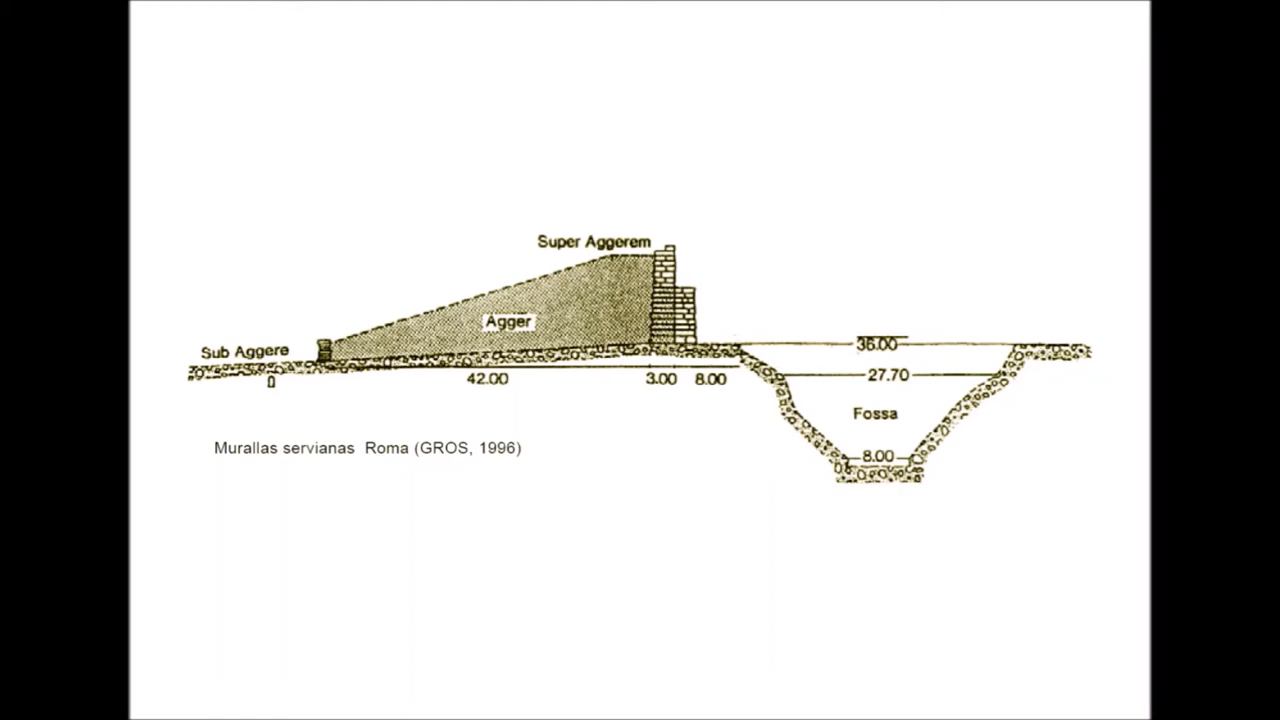 Super Aggerem
Agger
Sub Aggere
36.00
42.00 3.00 8.00
27.70
Fossa
Murallas servianas Roma (GROS, 1996)
8.00